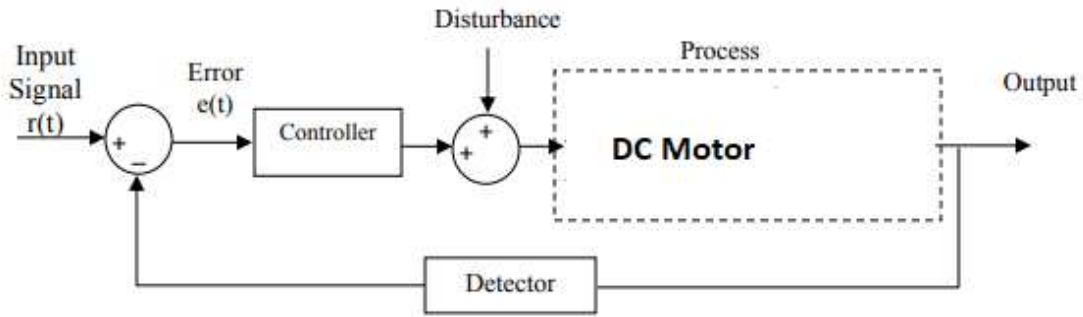 Disturbance
Input
Signal
r(t)
Error
e(t)
Process
Output
Controller
+
+
+
−
DC Motor
Detector